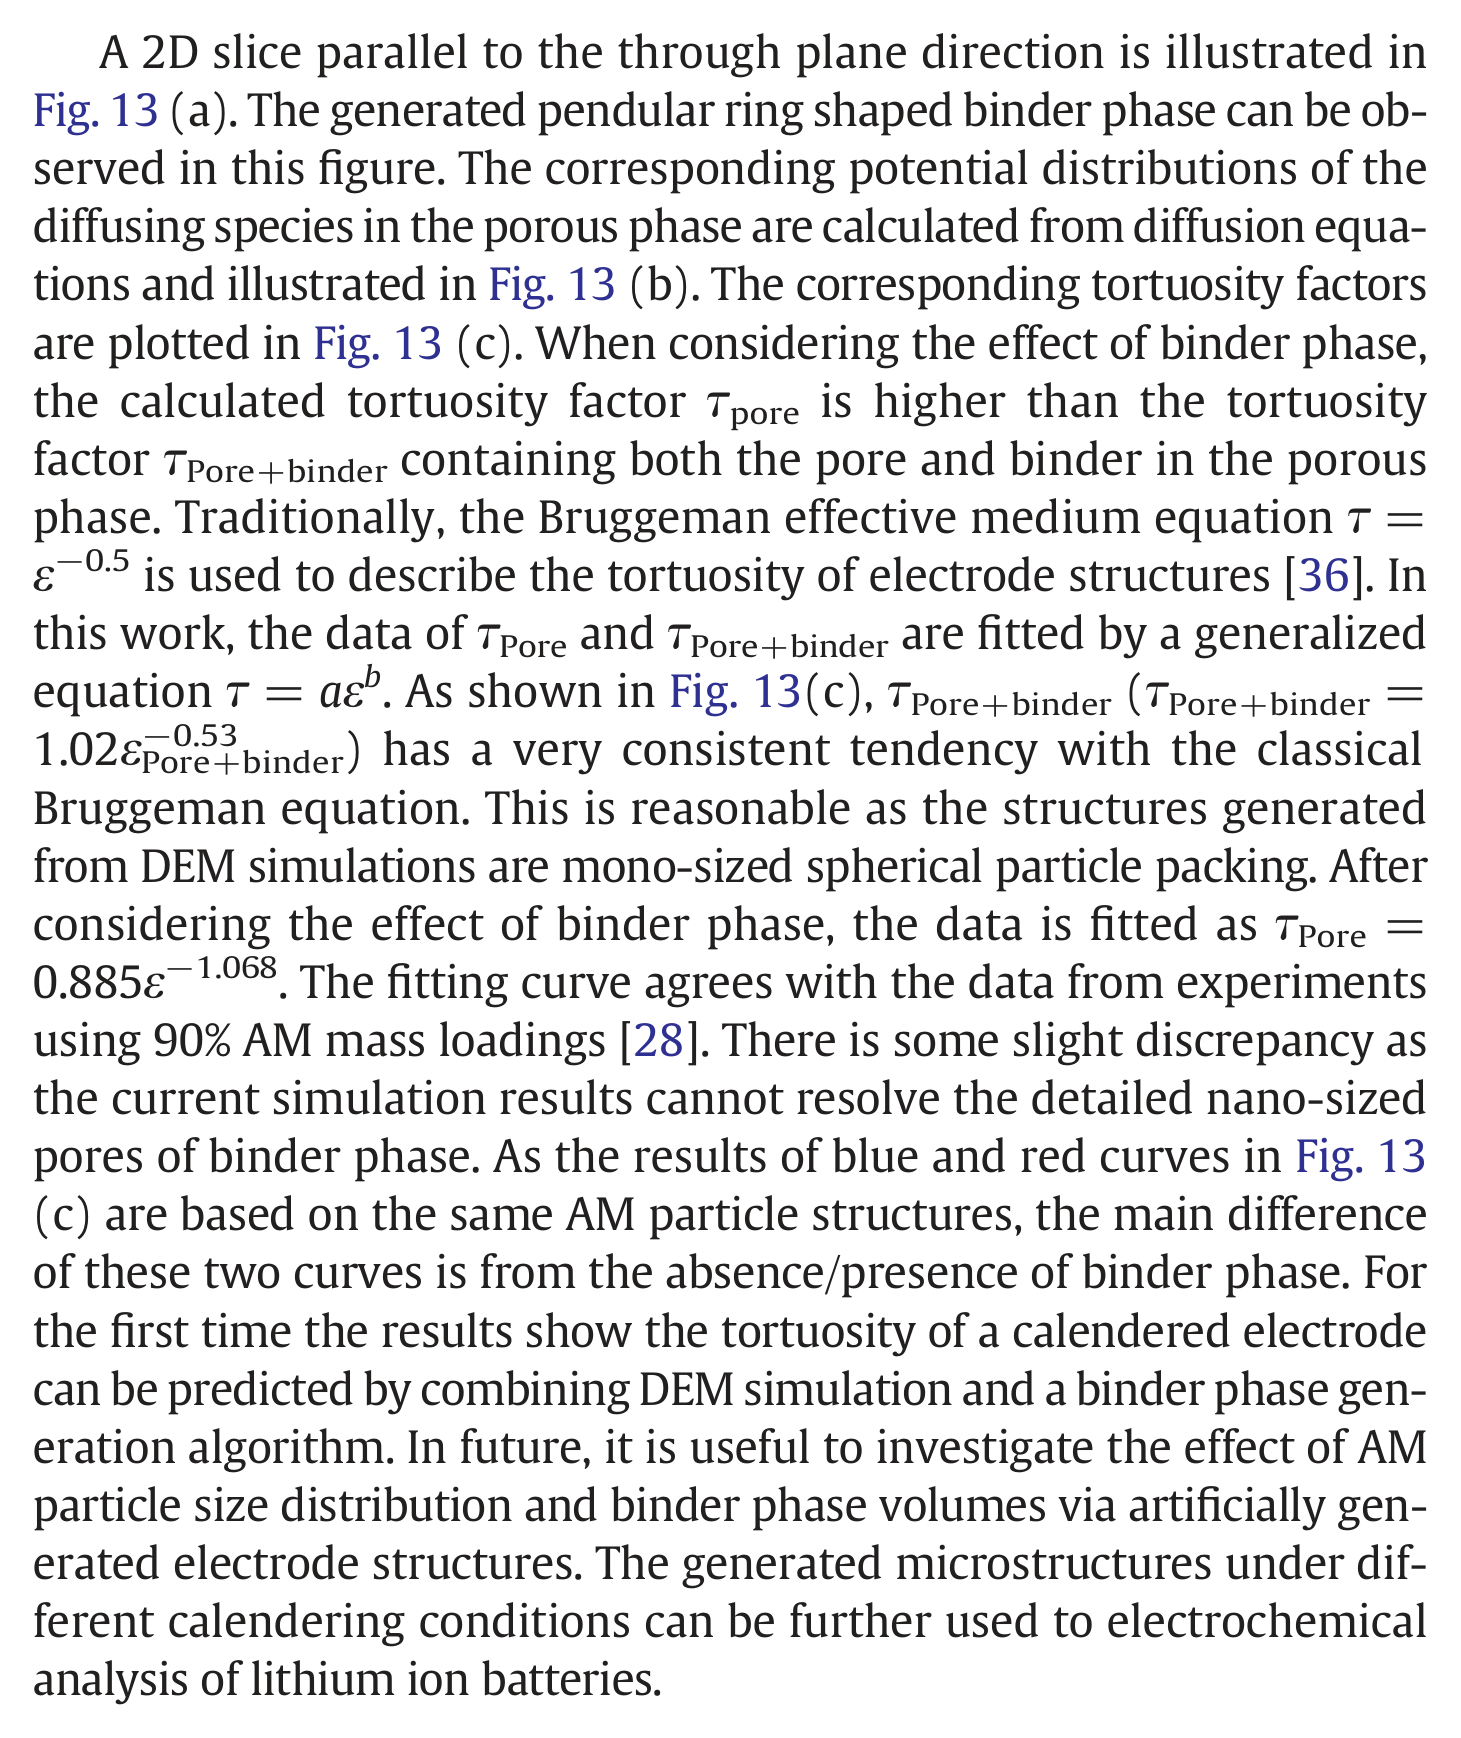 A 2D slice parallel to the through plane direction is illustrated in
Fig. 13 (a). The generated pendular ring shaped binder phase can be ob-
served in this figure. The corresponding potential distributions of the
diffusing species in the porous phase are calculated from diffusion equa-
tions and illustrated in Fig. 13 (b). The corresponding tortuosity factors
are plotted in Fig. 13 (c). When considering the effect of binder phase,
the calculated tortuosity factor τ_pore is higher than the tortuosity
factor τ_Pore+binder containing both the pore and binder in the porous
phase. Traditionally, the Bruggeman effective medium equation τ =
ε^−0.5 is used to describe the tortuosity of electrode structures [36]. In
this work, the data of τ_Pore and τ_Pore+binder are fitted by a generalized
equation τ = aε^b. As shown in Fig. 13(c), τ_Pore+binder (τ_Pore+binder =
1.02ε_Pore+binder^−0.53) has a very consistent tendency with the classical
Bruggeman equation. This is reasonable as the structures generated
from DEM simulations are mono-sized spherical particle packing. After
considering the effect of binder phase, the data is fitted as τ_Pore =
0.885ε^−1.068. The fitting curve agrees with the data from experiments
using 90% AM mass loadings [28]. There is some slight discrepancy as
the current simulation results cannot resolve the detailed nano-sized
pores of binder phase. As the results of blue and red curves in Fig. 13
(c) are based on the same AM particle structures, the main difference
of these two curves is from the absence/presence of binder phase. For
the first time the results show the tortuosity of a calendered electrode
can be predicted by combining DEM simulation and a binder phase gen-
eration algorithm. In future, it is useful to investigate the effect of AM
particle size distribution and binder phase volumes via artificially gen-
erated electrode structures. The generated microstructures under dif-
ferent calendering conditions can be further used to electrochemical
analysis of lithium ion batteries.